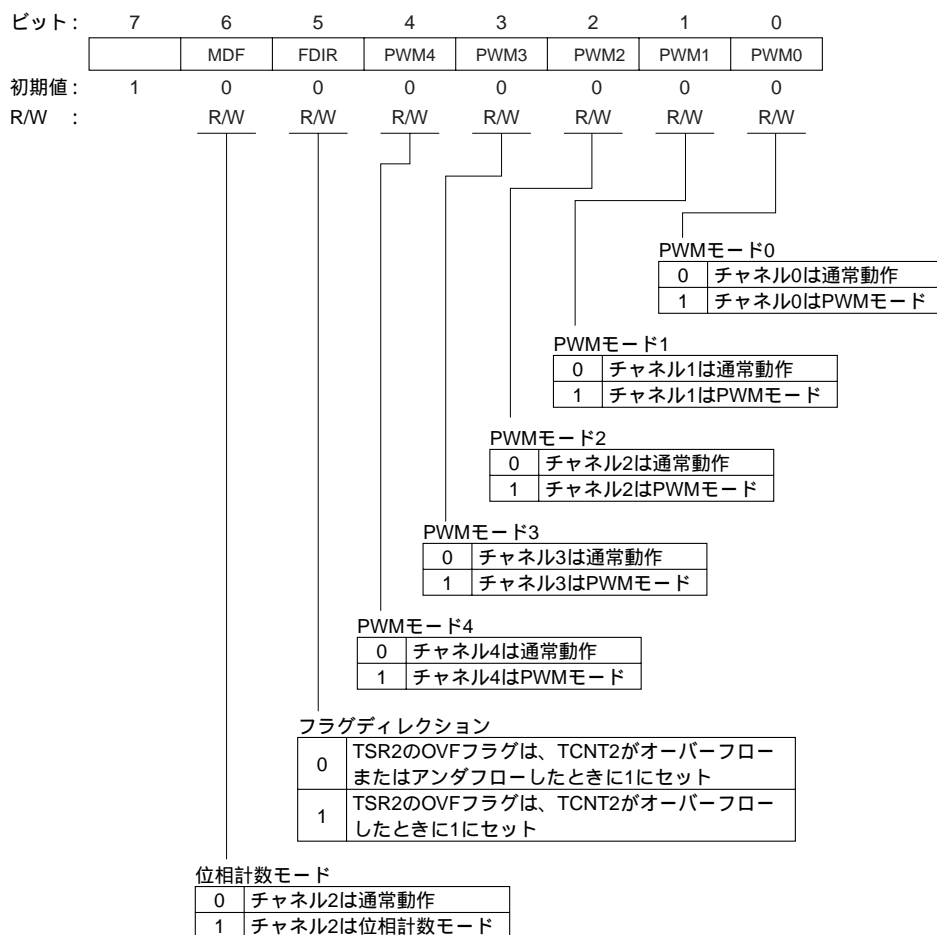 ビット: 7 6 5 4 3 2 1 0
MDF FDIR PWM4 PWM3 PWM2 PWM1 PWM0
初期値: 1 0 0 0 0 0 0 0
R/W : R/W R/W R/W R/W R/W R/W R/W
PWMモード0
0 チャネル0は通常動作
1 チャネル0はPWMモード
PWMモード1
0 チャネル1は通常動作
1 チャネル1はPWMモード
PWMモード2
0 チャネル2は通常動作
1 チャネル2はPWMモード
PWMモード3
0 チャネル3は通常動作
1 チャネル3はPWMモード
PWMモード4
0 チャネル4は通常動作
1 チャネル4はPWMモード
フラグディレクション
0 TSR2のOVFフラグは、TCNT2がオーバーフロー
またはアンダフローしたときに1にセット
1 TSR2のOVFフラグは、TCNT2がオーバーフロー
したときに1にセット
位相計数モード
0 チャネル2は通常動作
1 チャネル2は位相計数モード